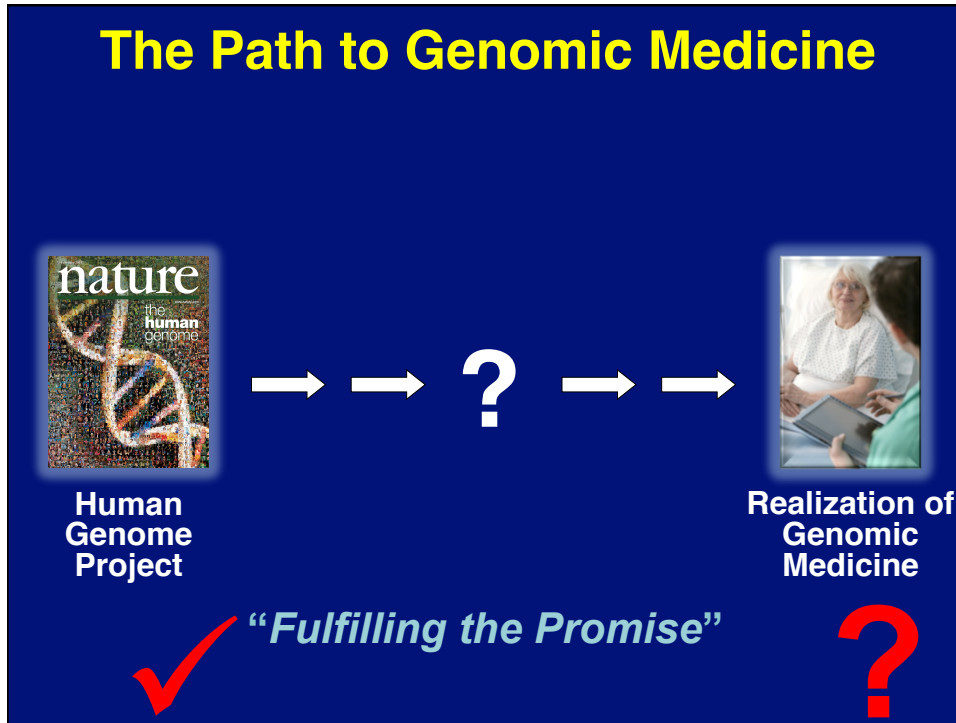 The Path to Genomic Medicine
nature
the
human
genome
?
Human
Genome
Project
Realization of
Genomic
Medicine
“Fulfilling the Promise”
?